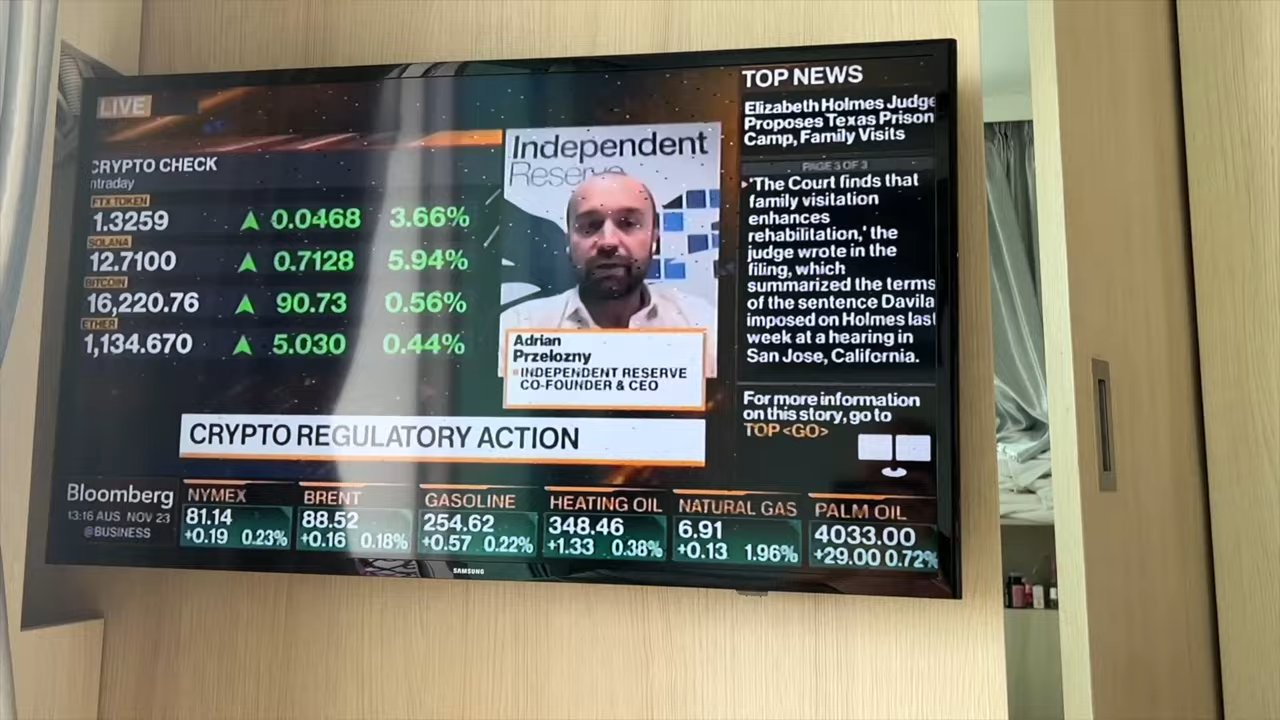 LIVE
CRYPTO CHECK
Intraday
FTX TOKEN
1.3259 ▲ 0.0468 3.66%
SOLANA
12.7100 ▲ 0.7128 5.94%
BITCOIN
16,220.76 ▲ 90.73 0.56%
ETHER
1,134.670 ▲ 5.030 0.44%
Independent
Reserve
Adrian
Przelozny
INDEPENDENT RESERVE
CO-FOUNDER & CEO
CRYPTO REGULATORY ACTION
TOP NEWS
Elizabeth Holmes Judge
Proposes Texas Prison
Camp, Family Visits
PAGE 3 OF 3
'The Court finds that
family visitation
enhances
rehabilitation,' the
judge wrote in the
filing, which
summarized the terms
of the sentence Davila
imposed on Holmes last
week at a hearing in
San Jose, California.
For more information
on this story, go to
TOP <GO>
Bloomberg
13:16 AUS NOV 23
@BUSINESS
NYMEX
81.14
+0.19 0.23%
BRENT
88.52
+0.16 0.18%
GASOLINE
254.62
+0.57 0.22%
HEATING OIL
348.46
+1.33 0.38%
NATURAL GAS
6.91
+0.13 1.96%
PALM OIL
4033.00
+29.00 0.72%
SAMSUNG